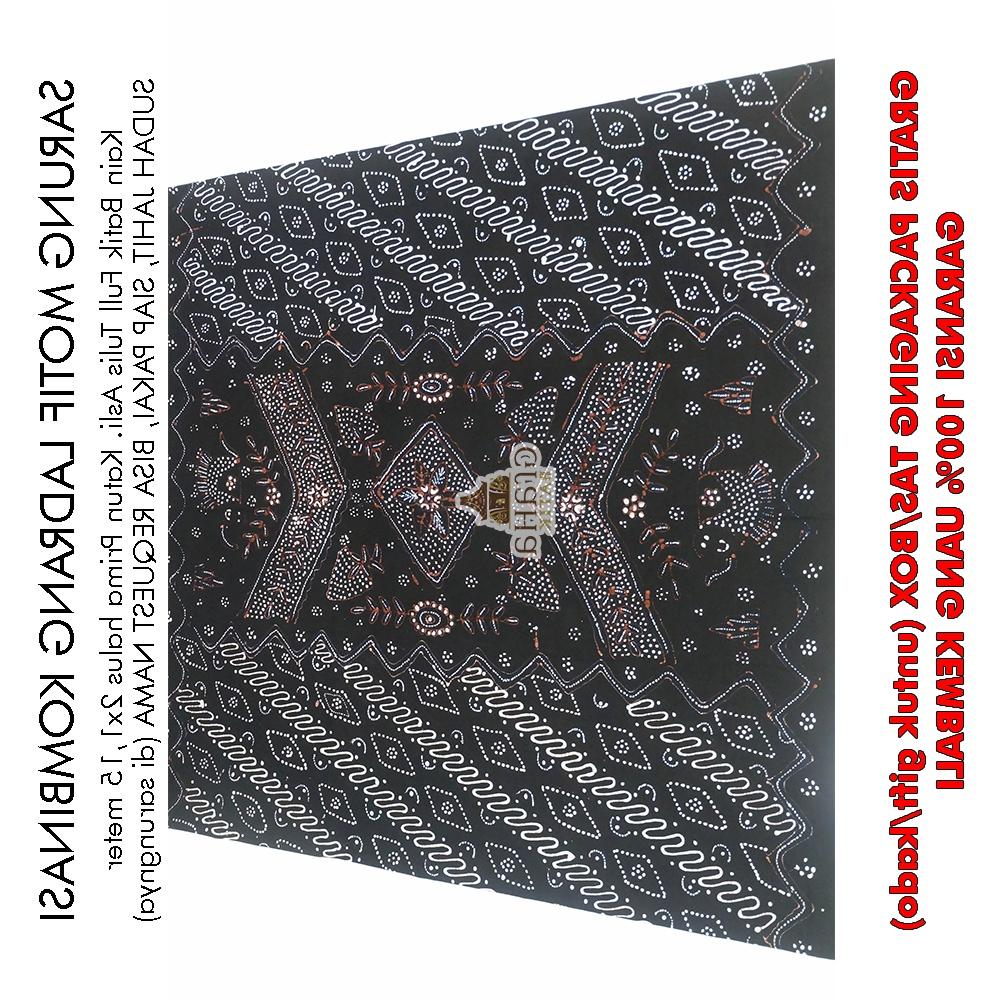 SARUNG MOTIF LADRANG KOMBINASI
Kain Batik Full Tulis Asli. Katun Prima halus 2x1,15 meter
SUDAH JAHIT, SIAP PAKAI, BISA REQUEST NAMA (di sarungnya)
GRATIS PACKAGING TAS/BOX (untuk gift/kado)
GARANSI 100% UANG KEMBALI